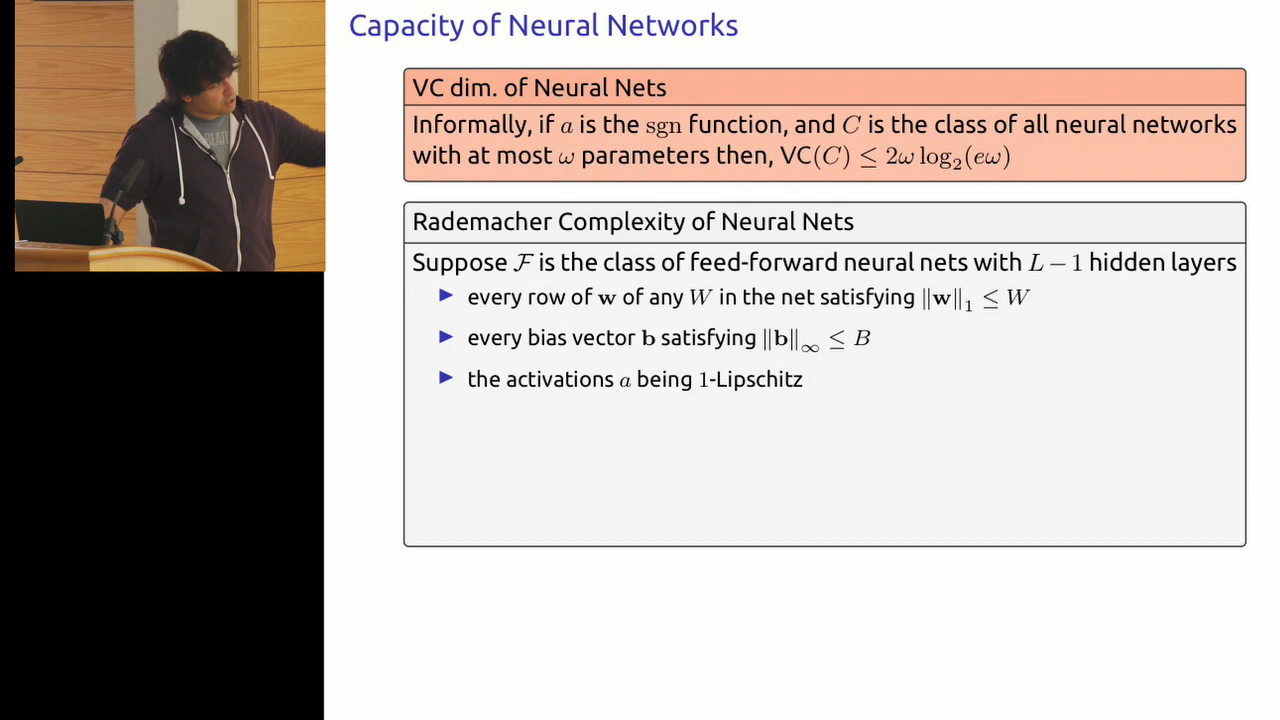 Capacity of Neural Networks
VC dim. of Neural Nets
Informally, if a is the sgn function, and C is the class of all neural networks
with at most ω parameters then, VC(C) ≤ 2ω log₂(eω)
Rademacher Complexity of Neural Nets
Suppose ℱ is the class of feed-forward neural nets with L − 1 hidden layers
▶ every row of w of any W in the net satisfying ‖w‖₁ ≤ W
▶ every bias vector b satisfying ‖b‖∞ ≤ B
▶ the activations a being 1-Lipschitz